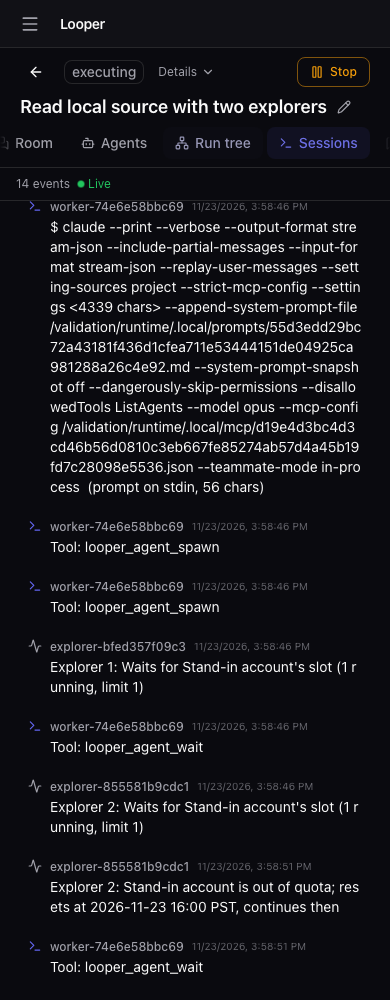 Looper
executing Details Stop
Read local source with two explorers
Room Agents Run tree Sessions
14 events Live
worker-74e6e58bbc69 11/23/2026, 3:58:46 PM
$ claude --print --verbose --output-format stre
am-json --include-partial-messages --input-for
mat stream-json --replay-user-messages --sett
ing-sources project --strict-mcp-config --settin
gs <4339 chars> --append-system-prompt-file
/validation/runtime/.local/prompts/55d3edd29bc
72a43181f436d1cfea711e53444151de04925ca
981288a26c4e92.md --system-prompt-snapsh
ot off --dangerously-skip-permissions --disallo
wedTools ListAgents --model opus --mcp-confi
g /validation/runtime/.local/mcp/d19e4d3bc4d3
cd46b56d0810c3eb667fe85274ab57d4a45b19
fd7c28098e5536.json --teammate-mode in-pro
cess (prompt on stdin, 56 chars)
worker-74e6e58bbc69 11/23/2026, 3:58:46 PM
Tool: looper_agent_spawn
worker-74e6e58bbc69 11/23/2026, 3:58:46 PM
Tool: looper_agent_spawn
explorer-bfed357f09c3 11/23/2026, 3:58:46 PM
Explorer 1: Waits for Stand-in account's slot (1 r
unning, limit 1)
worker-74e6e58bbc69 11/23/2026, 3:58:46 PM
Tool: looper_agent_wait
explorer-855581b9cdc1 11/23/2026, 3:58:46 PM
Explorer 2: Waits for Stand-in account's slot (1 r
unning, limit 1)
explorer-855581b9cdc1 11/23/2026, 3:58:51 PM
Explorer 2: Stand-in account is out of quota; res
ets at 2026-11-23 16:00 PST, continues then
worker-74e6e58bbc69 11/23/2026, 3:58:51 PM
Tool: looper_agent_wait